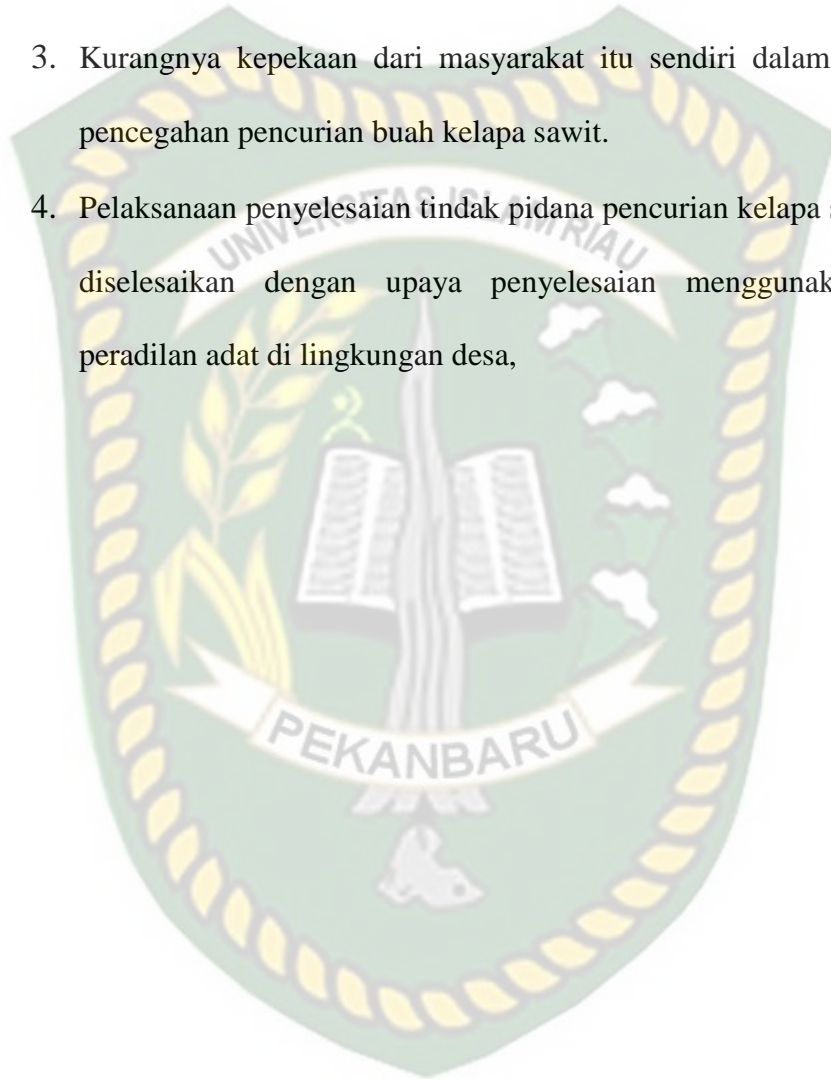 3. Kurangnya kepekaan dari masyarakat itu sendiri dalam
pencegahan pencurian buah kelapa sawit.
4. Pelaksanaan penyelesaian tindak pidana pencurian kelapa
diselesaikan dengan upaya penyelesaian menggunak
peradilan adat di lingkungan desa,
UNIVERSITAS ISLAM RIAU
PEKANBARU